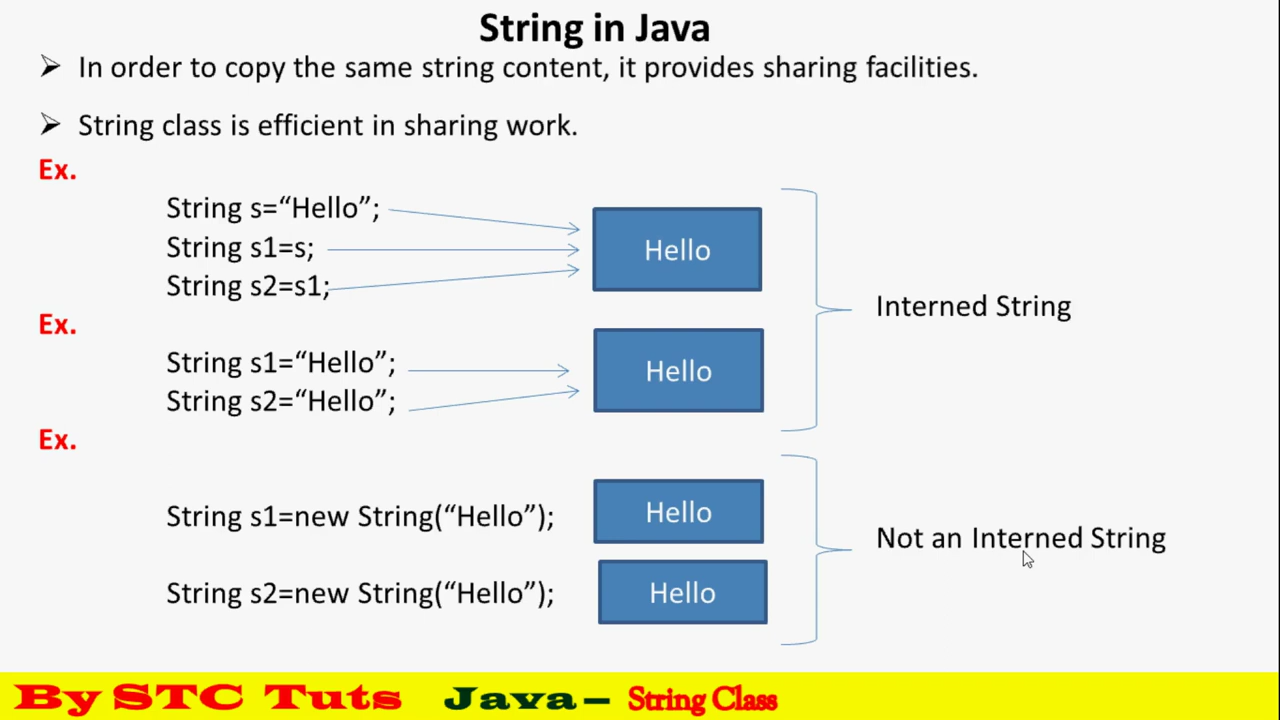 String in Java
➢ In order to copy the same string content, it provides sharing facilities.
➢ String class is efficient in sharing work.
Ex.
String s=“Hello”;
String s1=s;
String s2=s1;
Hello
Interned String
Ex.
String s1=“Hello”;
String s2=“Hello”;
Hello
Ex.
String s1=new String(“Hello”);
Hello
Not an Interned String
String s2=new String(“Hello”);
Hello
By STC Tuts Java – String Class